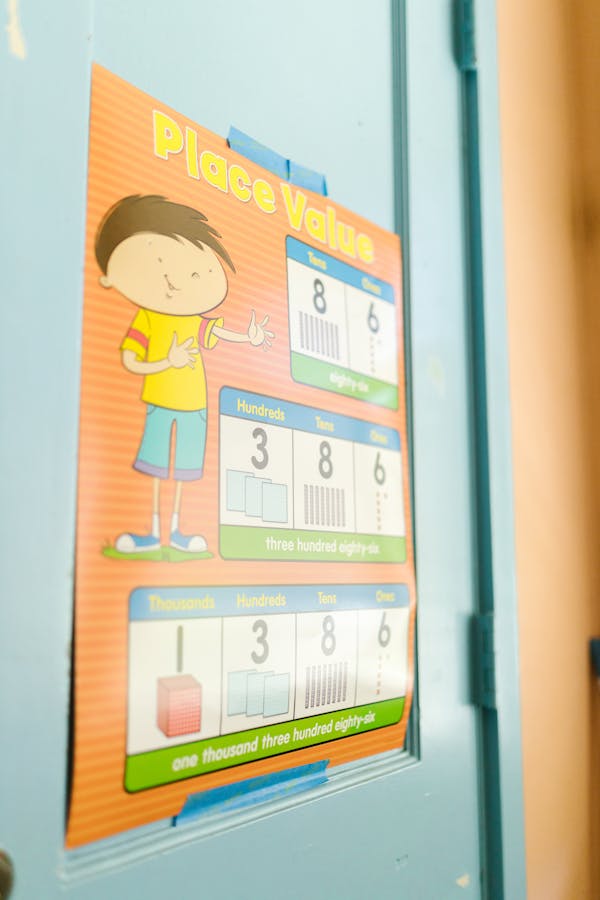 Place Value
Tens Ones
8 6
eighty-six
Hundreds Tens Ones
3 8 6
three hundred eighty-six
Thousands Hundreds Tens Ones
1 3 8 6
one thousand three hundred eighty-six